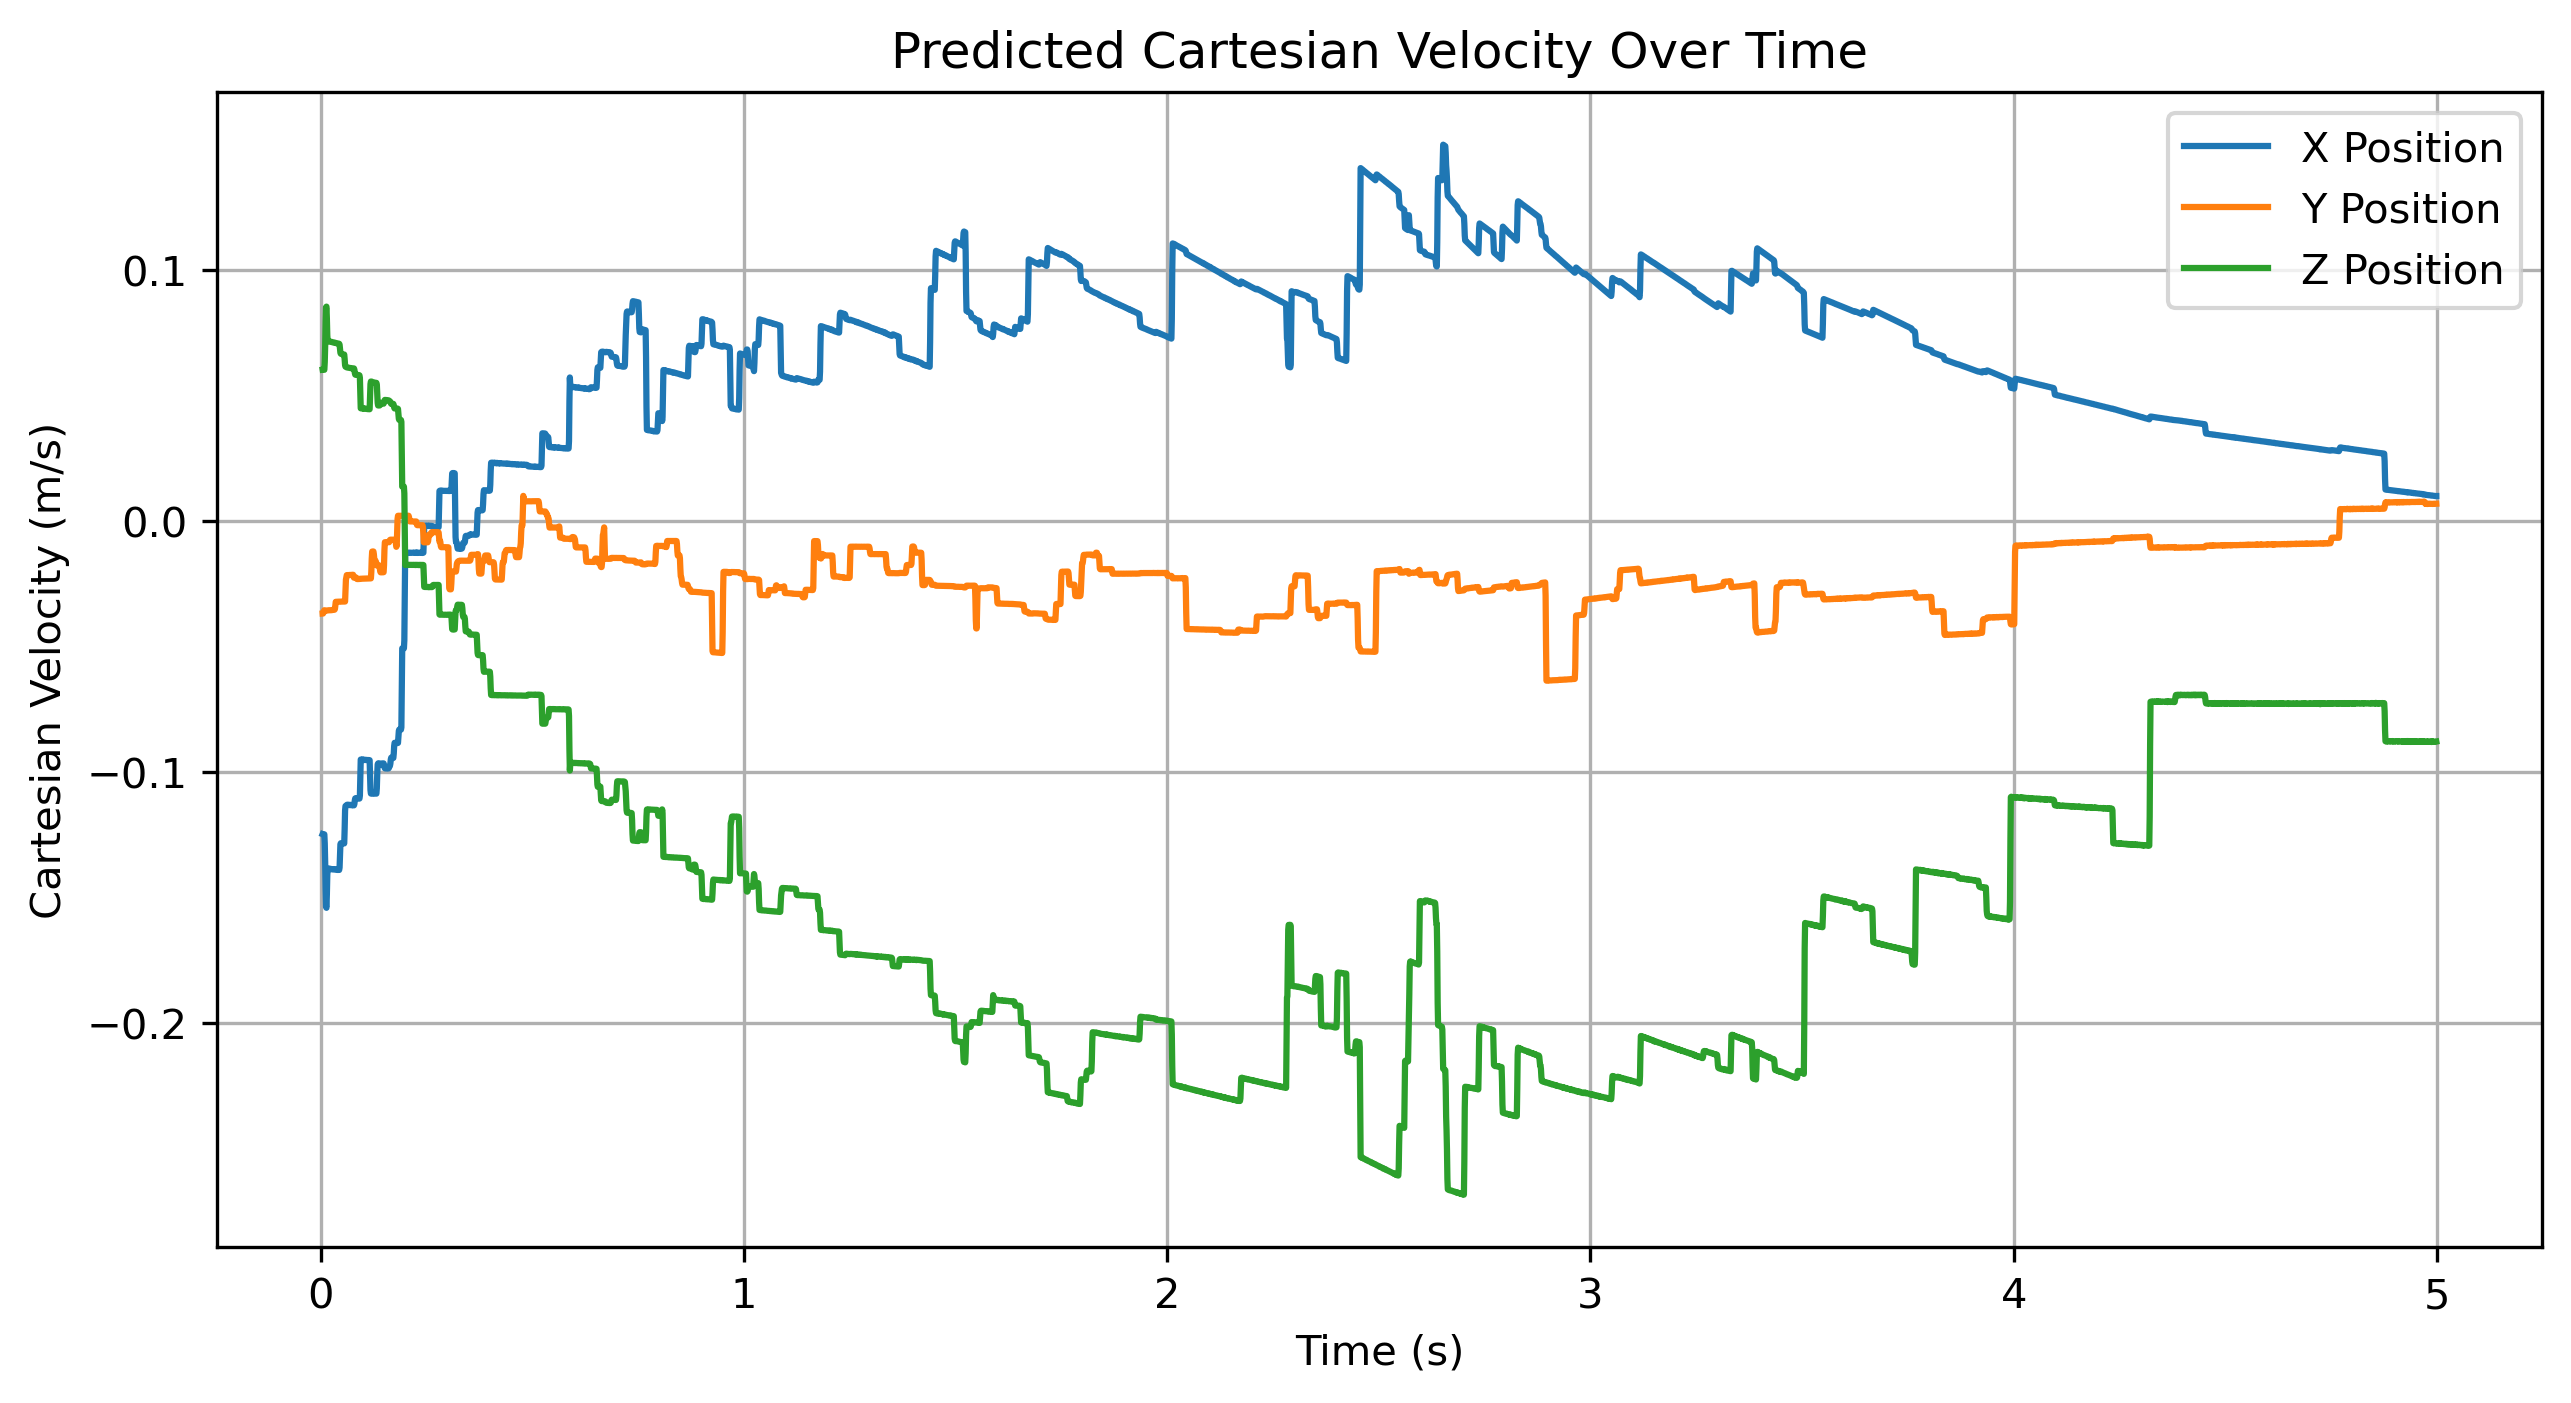 Predicted Cartesian Velocity Over Time
X Position
Y Position
Z Position
Cartesian Velocity (m/s)
0.1
0.0
−0.1
−0.2
0 1 2 3 4 5
Time (s)